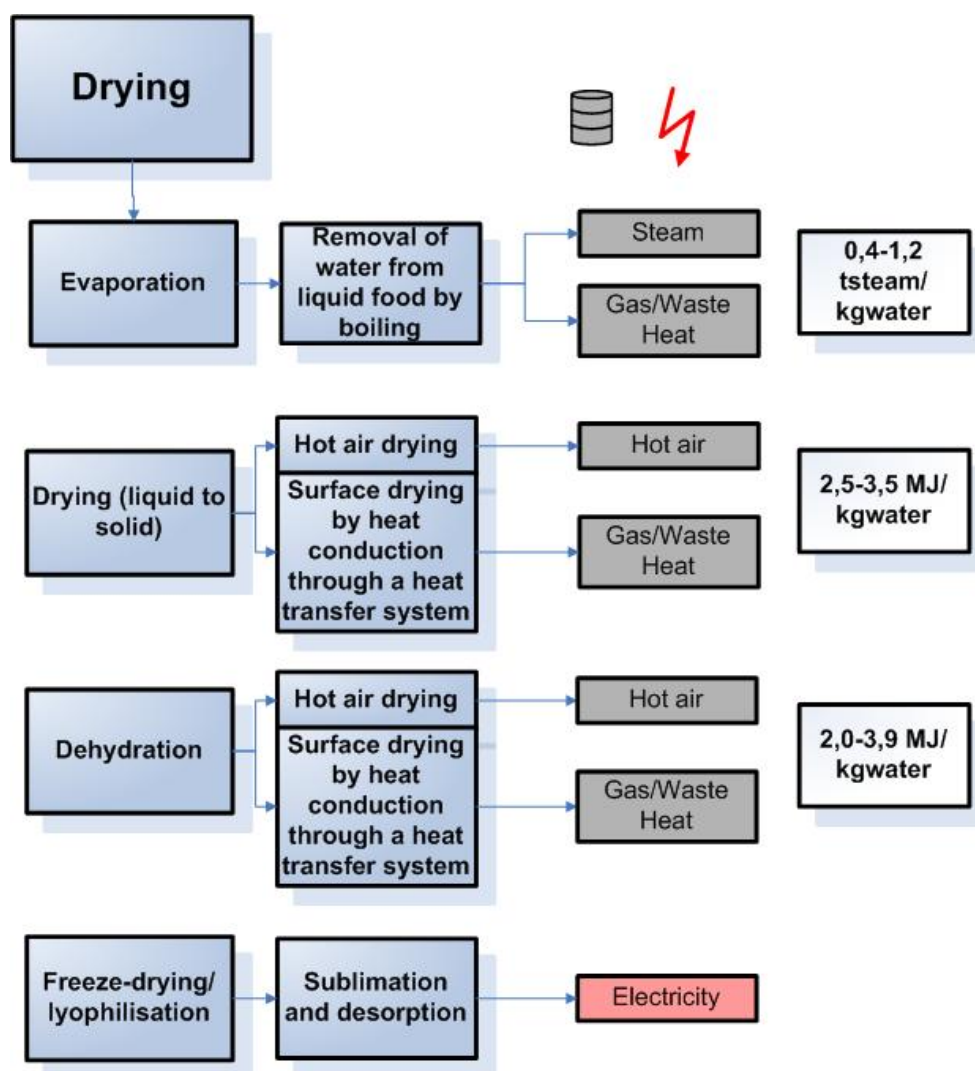 Drying
Evaporation
Removal of
water from
liquid food by
boiling
Steam
Gas/Waste
Heat
0,4-1,2
tsteam/
kgwater
Drying (liquid to
solid)
Hot air drying
Surface drying
by heat
conduction
through a heat
transfer system
Hot air
Gas/Waste
Heat
2,5-3,5 MJ/
kgwater
Dehydration
Hot air drying
Surface drying
by heat
conduction
through a heat
transfer system
Hot air
Gas/Waste
Heat
2,0-3,9 MJ/
kgwater
Freeze-drying/
lyophilisation
Sublimation
and desorption
Electricity